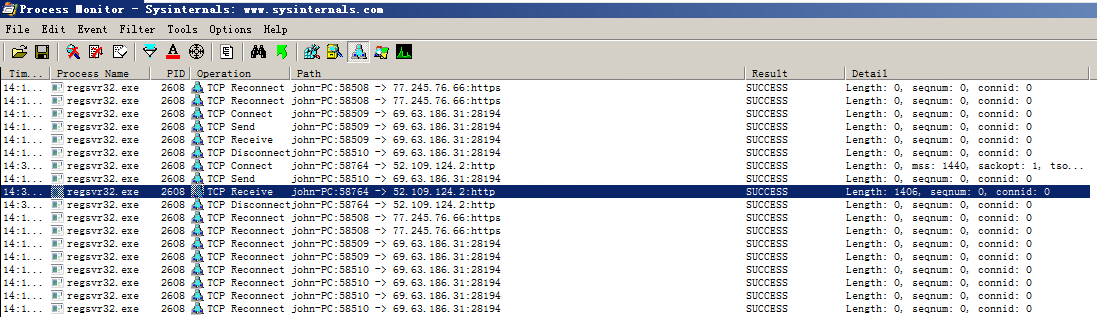 Process Monitor - Sysinternals: www.sysinternals.com
File Edit Event Filter Tools Options Help
Tim... Process Name PID Operation Path Result Detail
14:1... regsvr32.exe 2608 TCP Reconnect john-PC:58508 -> 77.245.76.66:https SUCCESS Length: 0, seqnum: 0, connid: 0
14:1... regsvr32.exe 2608 TCP Reconnect john-PC:58508 -> 77.245.76.66:https SUCCESS Length: 0, seqnum: 0, connid: 0
14:1... regsvr32.exe 2608 TCP Connect john-PC:58509 -> 69.63.186.31:28194 SUCCESS Length: 0, seqnum: 0, connid: 0
14:1... regsvr32.exe 2608 TCP Send john-PC:58509 -> 69.63.186.31:28194 SUCCESS Length: 0, seqnum: 0, connid: 0
14:1... regsvr32.exe 2608 TCP Receive john-PC:58509 -> 69.63.186.31:28194 SUCCESS Length: 0, seqnum: 0, connid: 0
14:1... regsvr32.exe 2608 TCP Disconnect john-PC:58510 -> 69.63.186.31:28194 SUCCESS Length: 0, seqnum: 0, connid: 0
14:3... regsvr32.exe 2608 TCP Connect john-PC:58764 -> 52.109.124.2:http SUCCESS Length: 0, mss: 1440, sackopt: 1, tso...
14:1... regsvr32.exe 2608 TCP Send john-PC:58510 -> 69.63.186.31:28194 SUCCESS Length: 0, seqnum: 0, connid: 0
14:3... regsvr32.exe 2608 TCP Receive john-PC:58764 -> 52.109.124.2:http SUCCESS Length: 1406, seqnum: 0, connid: 0
14:3... regsvr32.exe 2608 TCP Disconnect john-PC:58764 -> 52.109.124.2:http SUCCESS Length: 0, seqnum: 0, connid: 0
14:1... regsvr32.exe 2608 TCP Reconnect john-PC:58508 -> 77.245.76.66:https SUCCESS Length: 0, seqnum: 0, connid: 0
14:1... regsvr32.exe 2608 TCP Reconnect john-PC:58508 -> 77.245.76.66:https SUCCESS Length: 0, seqnum: 0, connid: 0
14:1... regsvr32.exe 2608 TCP Reconnect john-PC:58509 -> 69.63.186.31:28194 SUCCESS Length: 0, seqnum: 0, connid: 0
14:1... regsvr32.exe 2608 TCP Reconnect john-PC:58509 -> 69.63.186.31:28194 SUCCESS Length: 0, seqnum: 0, connid: 0
14:1... regsvr32.exe 2608 TCP Reconnect john-PC:58510 -> 69.63.186.31:28194 SUCCESS Length: 0, seqnum: 0, connid: 0
14:1... regsvr32.exe 2608 TCP Reconnect john-PC:58510 -> 69.63.186.31:28194 SUCCESS Length: 0, seqnum: 0, connid: 0
14:1... regsvr32.exe 2608 TCP Reconnect john-PC:58510 -> 69.63.186.31:28194 SUCCESS Length: 0, seqnum: 0, connid: 0
14:1... regsvr32.exe 2608 TCP Reconnect john-PC:58510 -> 69.63.186.31:28194 SUCCESS Length: 0, seqnum: 0, connid: 0